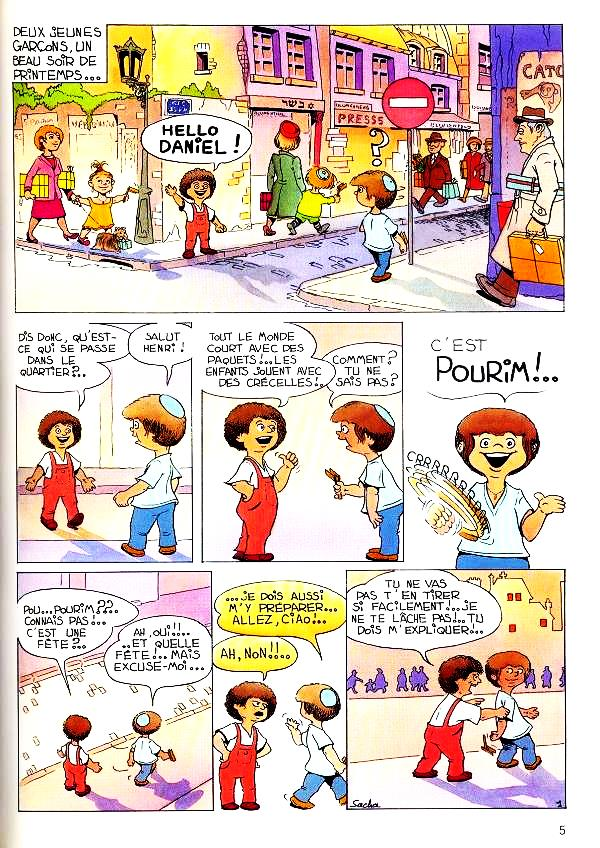 DEUX JEUNES
GARÇONS, UN
BEAU SOIR DE
PRINTEMPS...
HELLO
DANIEL !
בשר
PRESSS
?
CATC
DIS DONC, QU'EST-
CE QUI SE PASSE
DANS LE
QUARTIER?..
SALUT
HENRI !
TOUT LE MONDE
COURT AVEC DES
PAQUETS!...LES
ENFANTS JOUENT AVEC
DES CRÉCELLES!..
COMMENT?
TU NE
SAIS PAS?
C'EST
POURIM!..
CRRRRRRRRR
POU...POURIM???.
CONNAIS PAS!..
C'EST UNE
FÊTE?..
AH, OUI!!..
..ET QUELLE
FÊTE!...MAIS
EXCUSE-MOI...
...JE DOIS AUSSI
M'Y PRÉPARER...
ALLEZ, CIAO!..
AH, NON!!..
TU NE VAS
PAS T'EN TIRER
SI FACILEMENT!...JE
NE TE LÂCHE PAS!..TU
DOIS M'EXPLIQUER...
Sacha
1
5